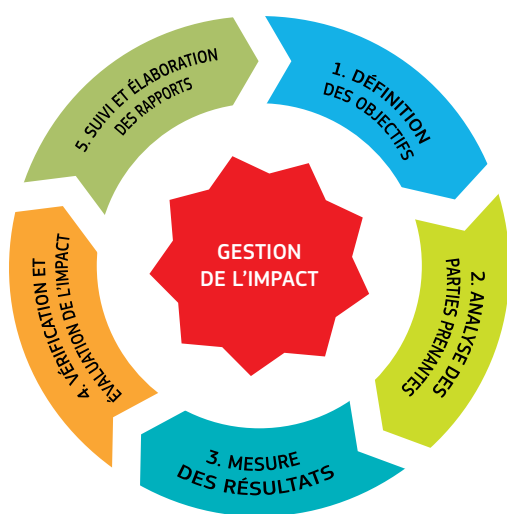 1. DÉFINITION
DES OBJECTIFS
2. ANALYSE DES
PARTIES PRENANTES
3. MESURE
DES RÉSULTATS
4. VÉRIFICATION ET
ÉVALUATION DE L'IMPACT
5. SUIVI ET ÉLABORATION
DES RAPPORTS
GESTION
DE L'IMPACT